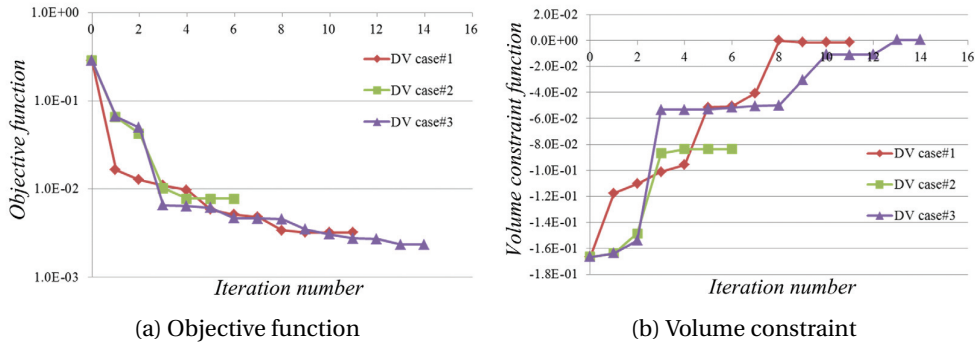 1.0E+00
0 2 4 6 8 10 12 14 16
1.0E-01
1.0E-02
1.0E-03
Objective function
DV case#1
DV case#2
DV case#3
Iteration number
(a) Objective function
2.0E-02
0.0E+00
-2.0E-02
-4.0E-02
-6.0E-02
-8.0E-02
-1.0E-01
-1.2E-01
-1.4E-01
-1.6E-01
-1.8E-01
0 2 4 6 8 10 12 14 16
Volume constraint function
DV case#1
DV case#2
DV case#3
Iteration number
(b) Volume constraint